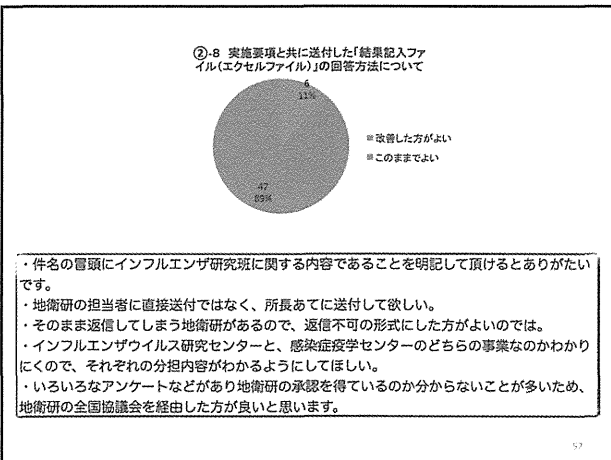 ②-8 実施要項と共に送付した「結果記入ファ
イル(エクセルファイル)」の回答方法について
6
11%
改善した方がよい
このままでよい
47
89%
・件名の冒頭にインフルエンザ研究班に関する内容であることを明記して頂けるとありがたい
です。
・地衛研の担当者に直接送付ではなく、所長あてに送付して欲しい。
・そのまま返信してしまう地衛研があるので、返信不可の形式にした方がよいのでは。
・インフルエンザウイルス研究センターと、感染症疫学センターのどちらの事業なのかわかり
にくので、それぞれの分担内容がわかるようにしてほしい。
・いろいろなアンケートなどがあり地衛研の承認を得ているのか分からないことが多いため、
地衛研の全国協議会を経由した方が良いと思います。
57